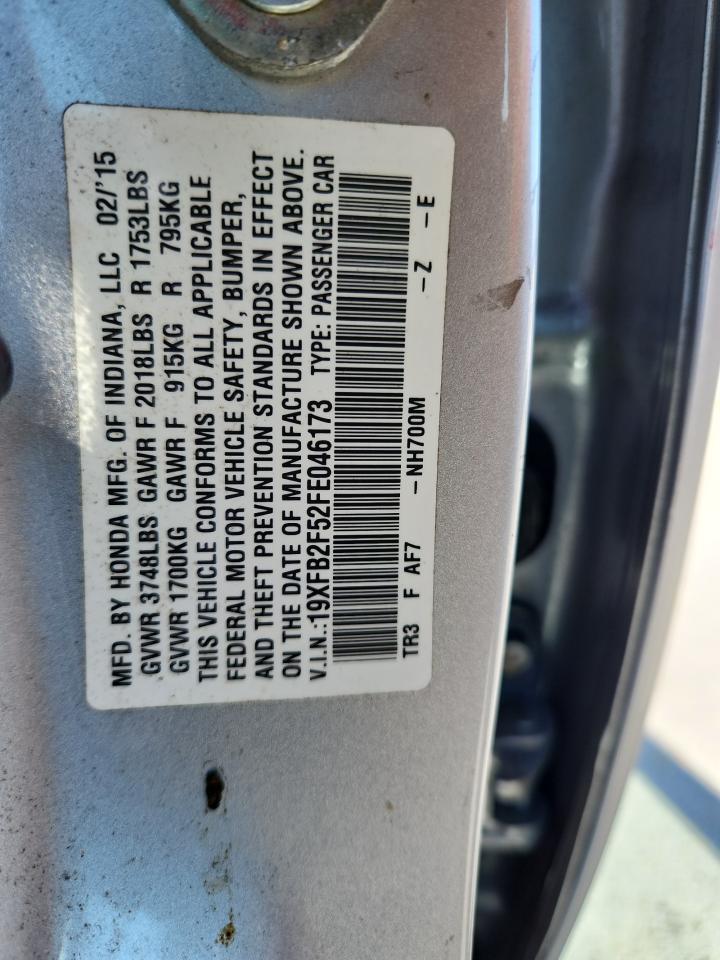 MFD. BY HONDA MFG. OF INDIANA, LLC 02/'15
GVWR 3748LBS GAWR F 2018LBS R 1753LBS
GVWR 1700KG GAWR F 915KG R 795KG
THIS VEHICLE CONFORMS TO ALL APPLICABLE
FEDERAL MOTOR VEHICLE SAFETY, BUMPER,
AND THEFT PREVENTION STANDARDS IN EFFECT
ON THE DATE OF MANUFACTURE SHOWN ABOVE.
V.I.N.:19XFB2F52FE046173 TYPE: PASSENGER CAR
TR3 F AF7 –NH700M –Z –E